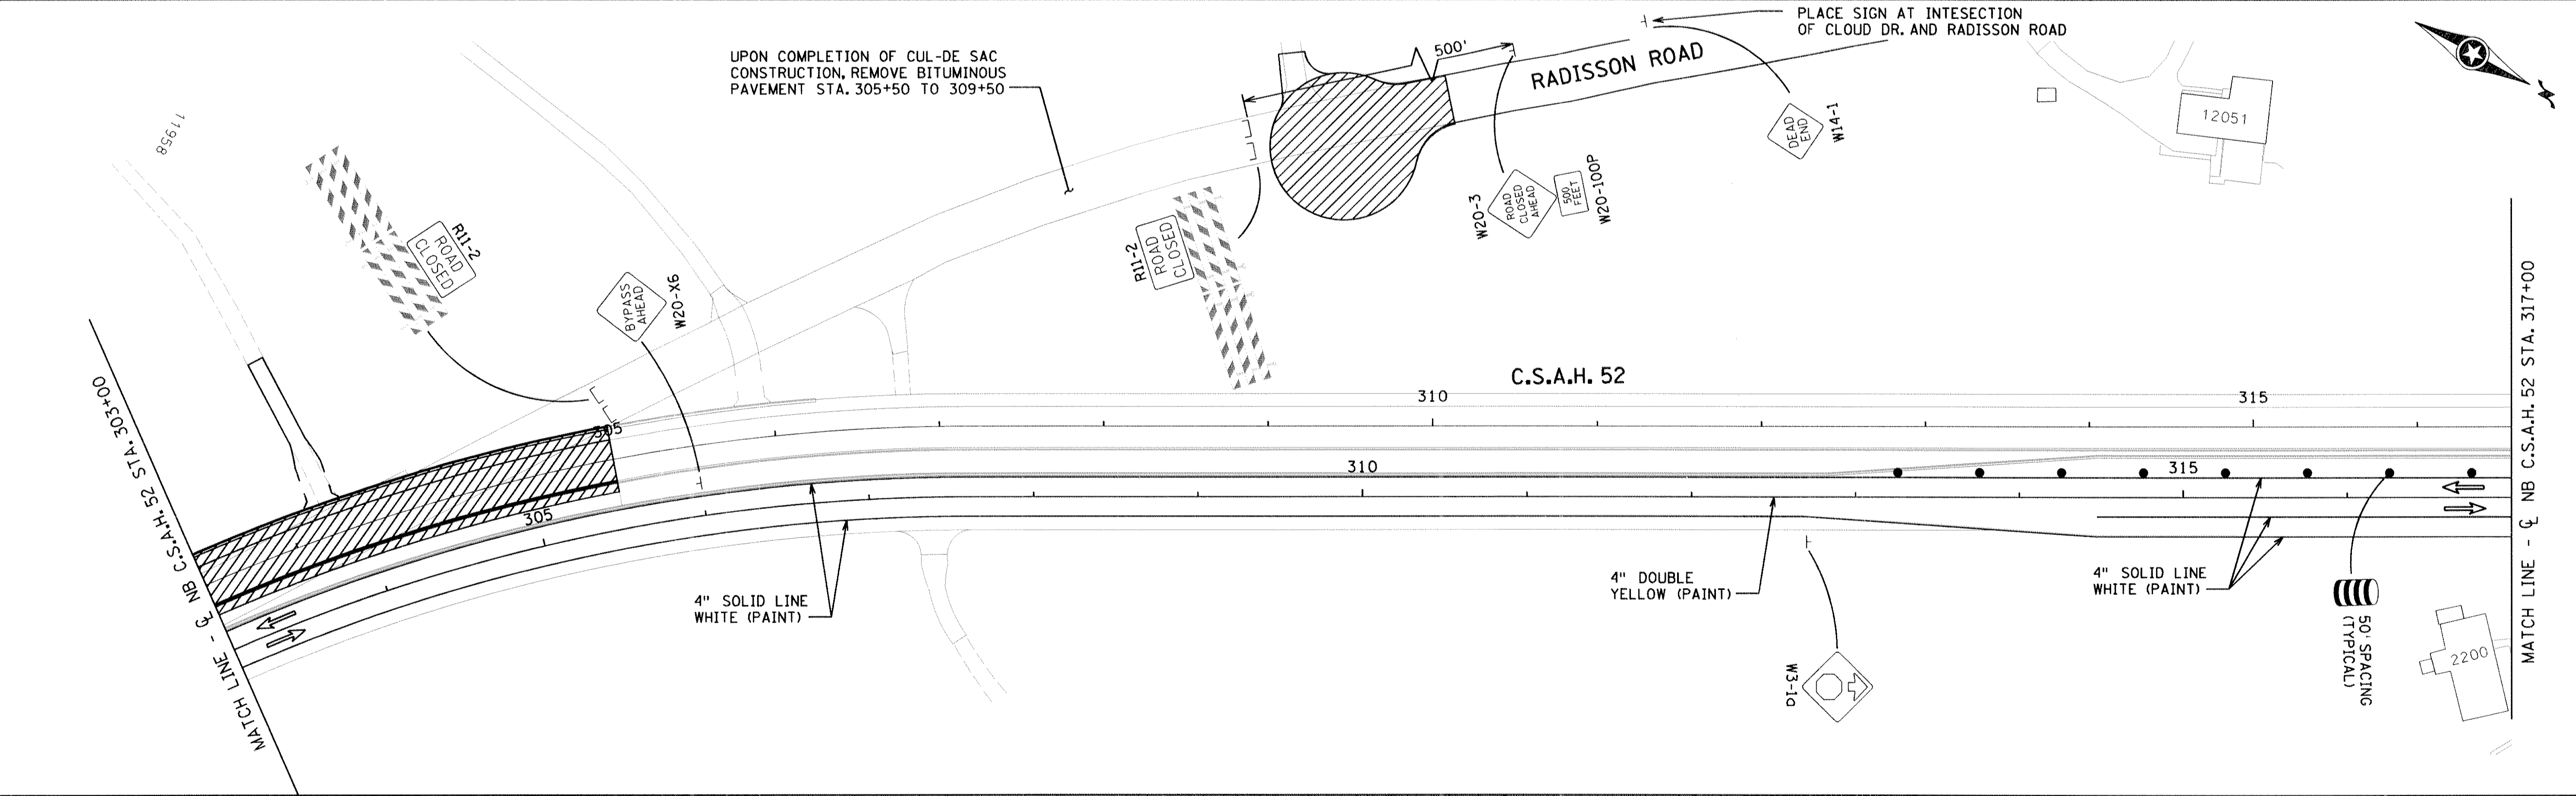 UPON COMPLETION OF CUL-DE SAC
CONSTRUCTION, REMOVE BITUMINOUS
PAVEMENT STA. 305+50 TO 309+50
500'
RADISSON ROAD
PLACE SIGN AT INTESECTION
OF CLOUD DR. AND RADISSON ROAD
N
12051
11958
DEAD
END
W14-1
W20-3
ROAD
CLOSED
AHEAD
500
FEET
W20-100P
R11-2
ROAD
CLOSED
R11-2
ROAD
CLOSED
BYPASS
AHEAD
W20-X6
C.S.A.H. 52
310
315
305
310
315
305
4" SOLID LINE
WHITE (PAINT)
4" DOUBLE
YELLOW (PAINT)
4" SOLID LINE
WHITE (PAINT)
W3-1a
50' SPACING
(TYPICAL)
2200
MATCH LINE - ℄ NB C.S.A.H. 52 STA. 303+00
MATCH LINE - ℄ NB C.S.A.H. 52 STA. 317+00